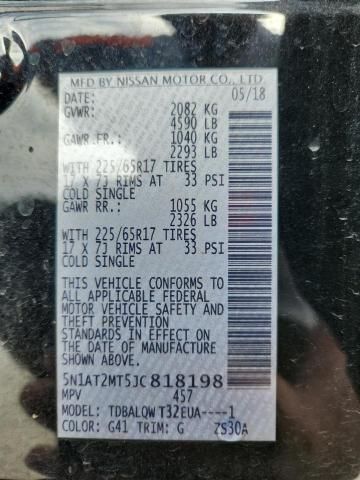 MFD BY NISSAN MOTOR CO., LTD.
DATE: 05/18
GVWR: 2082 KG
4590 LB
GAWR FR: 1040 KG
2293 LB
WITH 225/65R17 TIRES
17 X 7J RIMS AT 33 PSI
COLD SINGLE
GAWR RR: 1055 KG
2326 LB
WITH 225/65R17 TIRES
17 X 7J RIMS AT 33 PSI
COLD SINGLE
THIS VEHICLE CONFORMS TO
ALL APPLICABLE FEDERAL
MOTOR VEHICLE SAFETY AND
THEFT PREVENTION
STANDARDS IN EFFECT ON
THE DATE OF MANUFACTURE
SHOWN ABOVE.
5N1AT2MT5JC818198
MPV 457
MODEL: TDBALQW T32EUA----1
COLOR: G41 TRIM: G ZS30A